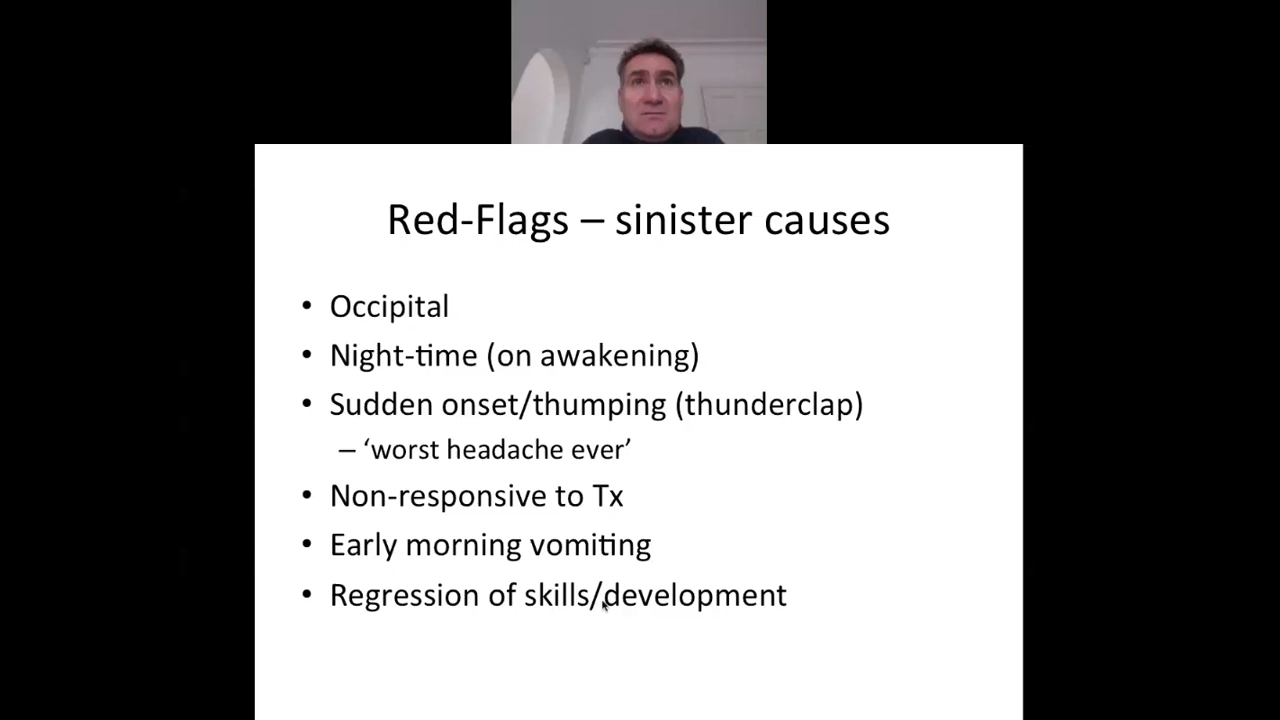 Red-Flags – sinister causes
• Occipital
• Night-time (on awakening)
• Sudden onset/thumping (thunderclap)
– ‘worst headache ever’
• Non-responsive to Tx
• Early morning vomiting
• Regression of skills/development